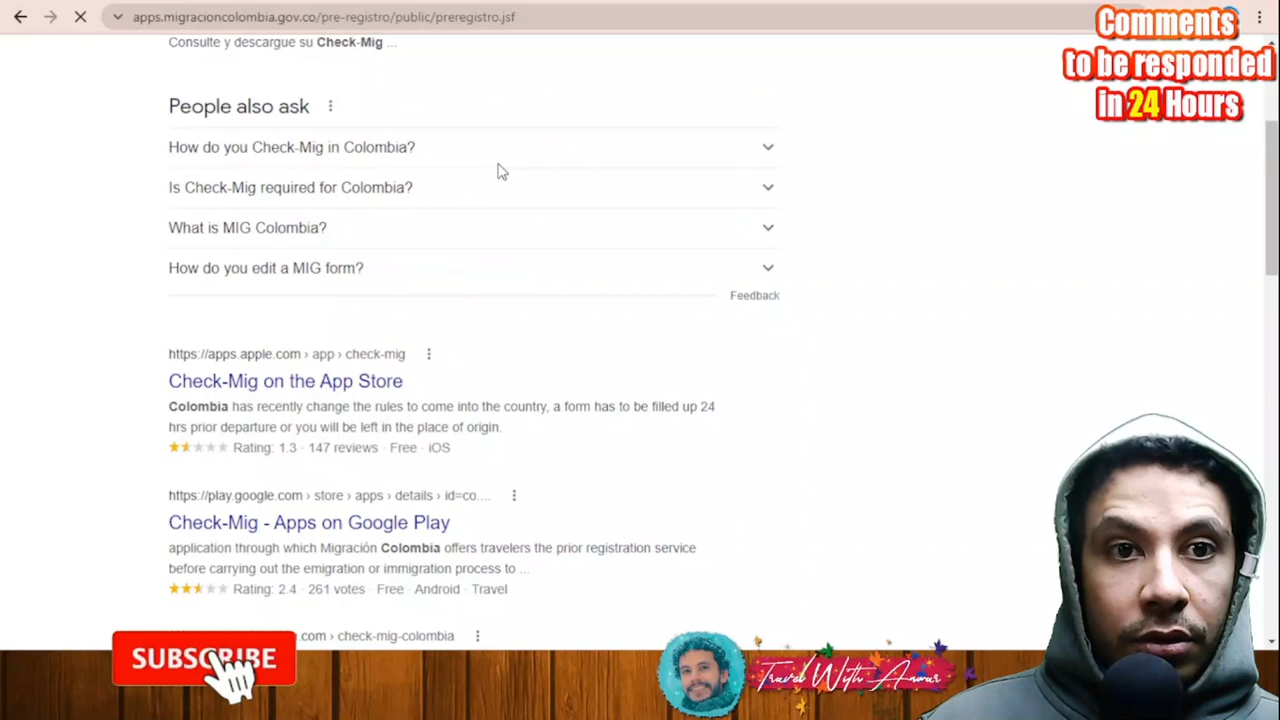 apps.migracioncolombia.gov.co/pre-registro/public/preregistro.jsf
Comments
to be responded
in 24 Hours
Consulte y descargue su Check-Mig ...
People also ask
How do you Check-Mig in Colombia?
Is Check-Mig required for Colombia?
What is MIG Colombia?
How do you edit a MIG form?
Feedback
https://apps.apple.com › app › check-mig
Check-Mig on the App Store
Colombia has recently change the rules to come into the country, a form has to be filled up 24
hrs prior departure or you will be left in the place of origin.
Rating: 1.3 · 147 reviews · Free · iOS
https://play.google.com › store › apps › details › id=co....
Check-Mig - Apps on Google Play
application through which Migración Colombia offers travelers the prior registration service
before carrying out the emigration or immigration process to ...
Rating: 2.4 · 261 votes · Free · Android · Travel
.com › check-mig-colombia
SUBSCRIBE
Travel With Anwar